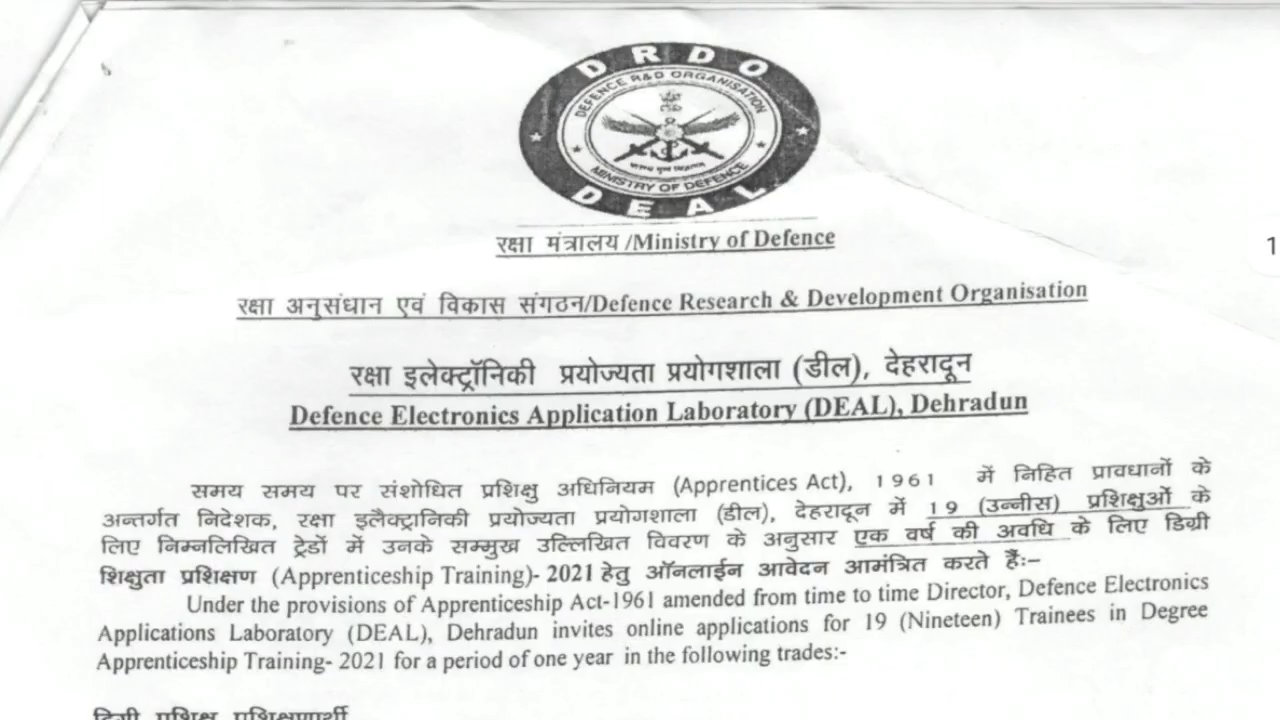 DRDO
DEFENCE R&D ORGANISATION
MINISTRY OF DEFENCE
DEAL
रक्षा मंत्रालय /Ministry of Defence
1
रक्षा अनुसंधान एवं विकास संगठन/Defence Research & Development Organisation
रक्षा इलेक्ट्रॉनिकी प्रयोज्यता प्रयोगशाला (डील), देहरादून
Defence Electronics Application Laboratory (DEAL), Dehradun
समय समय पर संशोधित प्रशिक्षु अधिनियम (Apprentices Act), 1961 में निहित प्रावधानों के
अन्तर्गत निदेशक, रक्षा इलैक्ट्रानिकी प्रयोज्यता प्रयोगशाला (डील), देहरादून में 19 (उन्नीस) प्रशिक्षुओं के
लिए निम्नलिखित ट्रेडों में उनके सम्मुख उल्लिखित विवरण के अनुसार एक वर्ष की अवधि के लिए डिग्री
शिक्षुता प्रशिक्षण (Apprenticeship Training)- 2021 हेतु ऑनलाईन आवेदन आमंत्रित करते हैं:–
Under the provisions of Apprenticeship Act-1961 amended from time to time Director, Defence Electronics
Applications Laboratory (DEAL), Dehradun invites online applications for 19 (Nineteen) Trainees in Degree
Apprenticeship Training- 2021 for a period of one year in the following trades:-
डिग्री प्रशिक्षु प्रशिक्षणार्थी